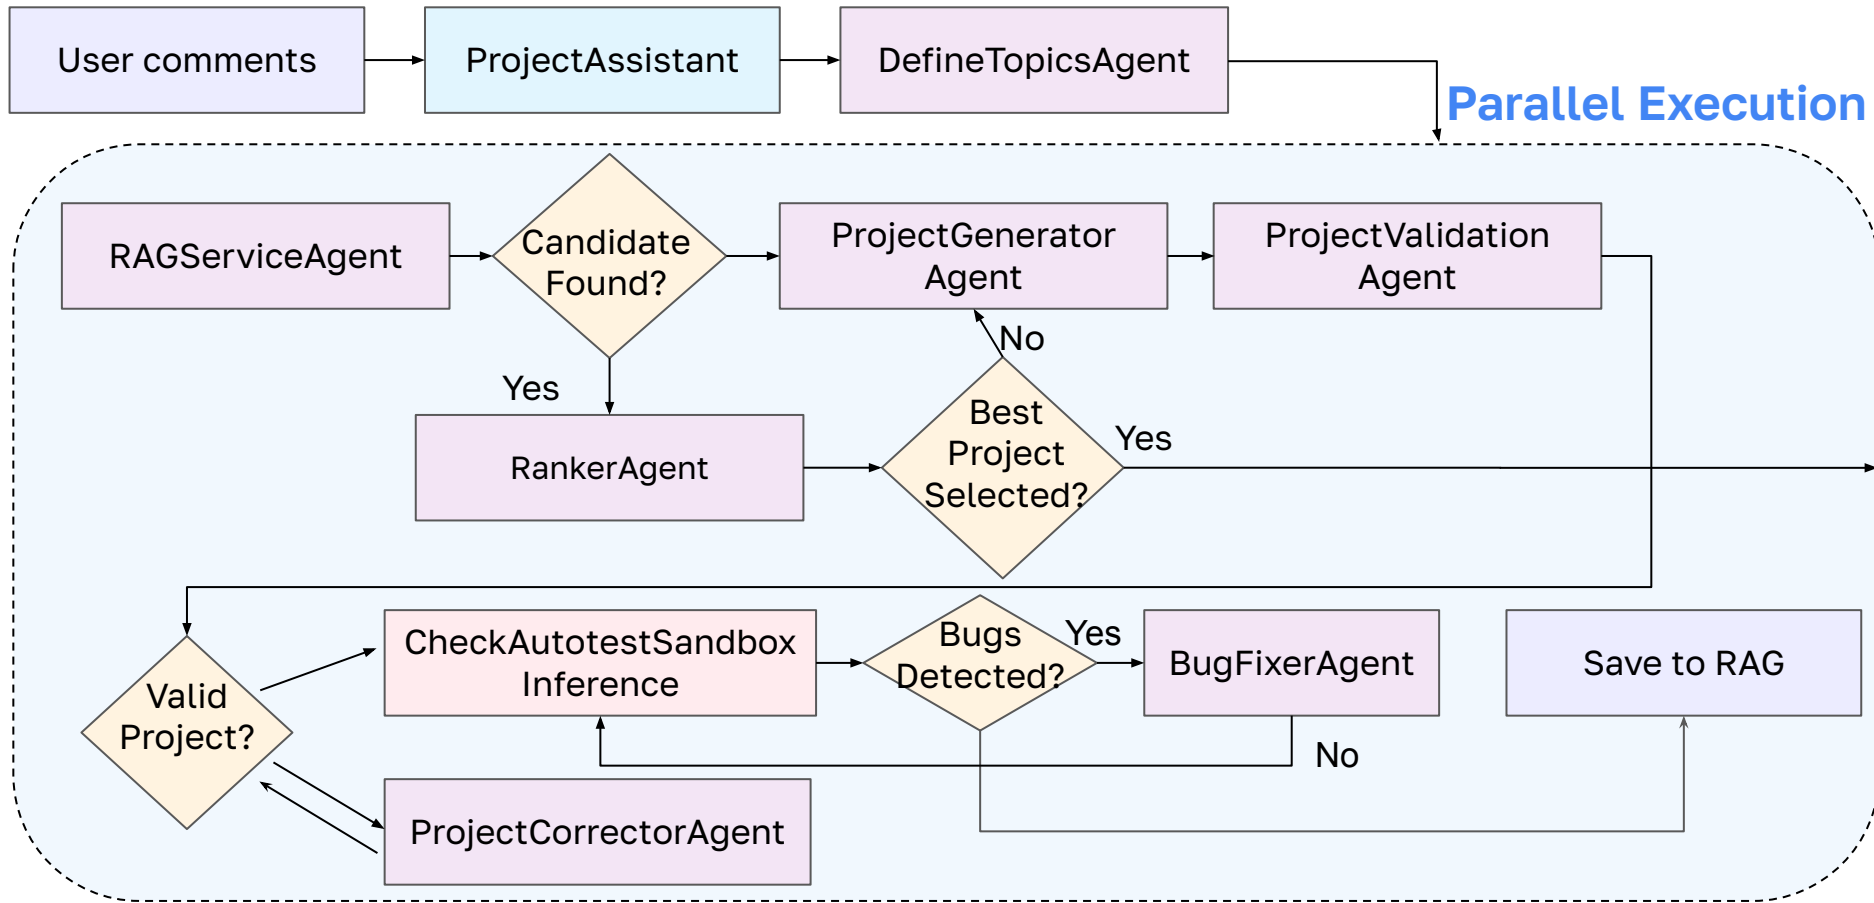 User comments
ProjectAssistant
DefineTopicsAgent
Parallel Execution
RAGServiceAgent
Candidate
Found?
ProjectGenerator
Agent
ProjectValidation
Agent
No
Yes
RankerAgent
Best
Project
Selected?
Yes
Valid
Project?
CheckAutotestSandbox
Inference
Bugs
Detected?
Yes
BugFixerAgent
Save to RAG
No
ProjectCorrectorAgent